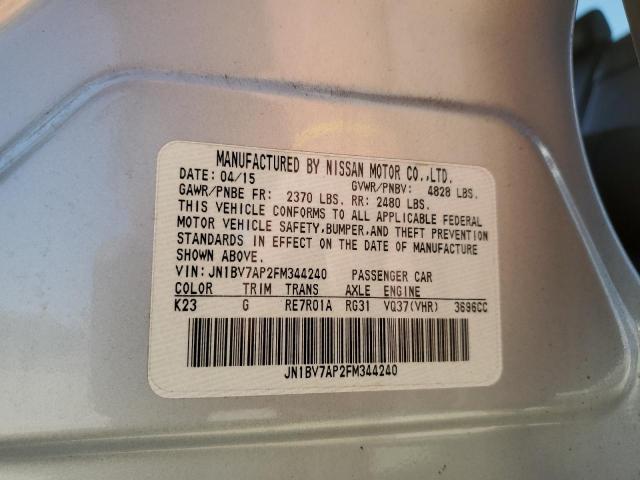 MANUFACTURED BY NISSAN MOTOR CO.,LTD.
DATE: 04/15 GVWR/PNBV: 4828 LBS.
GAWR/PNBE FR: 2370 LBS. RR: 2480 LBS.
THIS VEHICLE CONFORMS TO ALL APPLICABLE FEDERAL
MOTOR VEHICLE SAFETY,BUMPER,AND THEFT PREVENTION
STANDARDS IN EFFECT ON THE DATE OF MANUFACTURE
SHOWN ABOVE.
VIN: JN1BV7AP2FM344240 PASSENGER CAR
COLOR TRIM TRANS AXLE ENGINE
K23 G RE7R01A RG31 VQ37(VHR) 3696CC
JN1BV7AP2FM344240